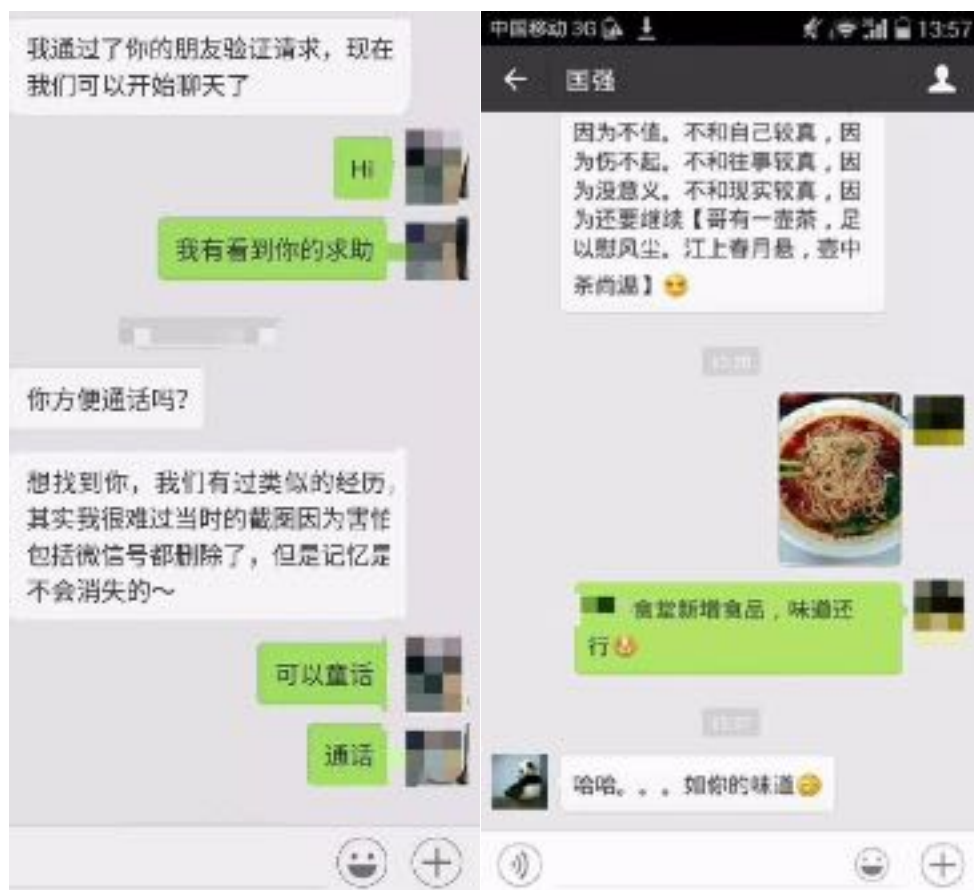 我通过了你的朋友验证请求，现在
我们可以开始聊天了
Hi
我有看到你的求助
你方便通话吗？
想找到你，我们有过类似的经历，
其实我很难过当时的截图因为害怕
包括微信号都删除了，但是记忆是
不会消失的～
可以童话
通话
中国移动 3G 13:57
国强
因为不值。不和自己较真，因
为伤不起。不和往事较真，因
为没意义。不和现实较真，因
为还要继续【哥有一壶茶，足
以慰风尘。江上春月悬，壶中
茶尚温】
食堂新增食品，味道还
行
哈哈。。。如你的味道